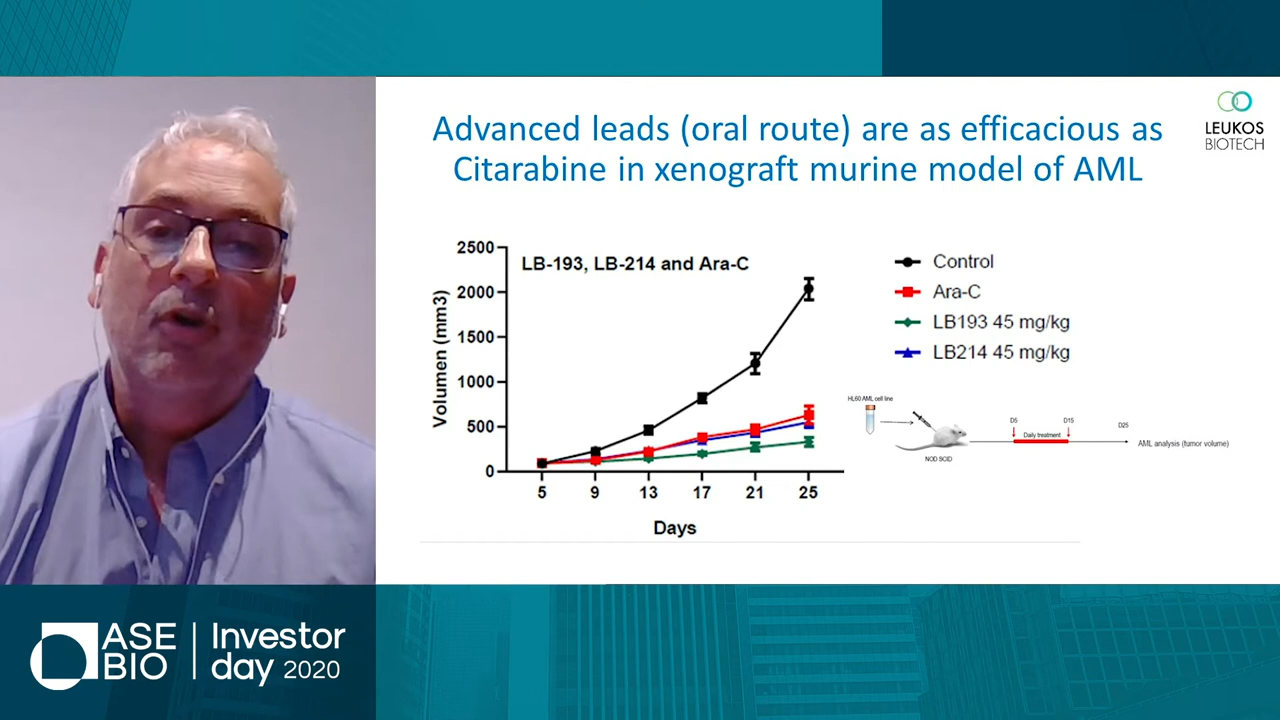 Advanced leads (oral route) are as efficacious as
Citarabine in xenograft murine model of AML
LEUKOS
BIOTECH
LB-193, LB-214 and Ara-C
Volumen (mm3)
2500
2000
1500
1000
500
0
5 9 13 17 21 25
Days
Control
Ara-C
LB193 45 mg/kg
LB214 45 mg/kg
HL60 AML cell line
NOD SCID
D5
D15
D25
Daily treatment
AML analysis (tumor volume)
ASE
BIO
Investor
day 2020